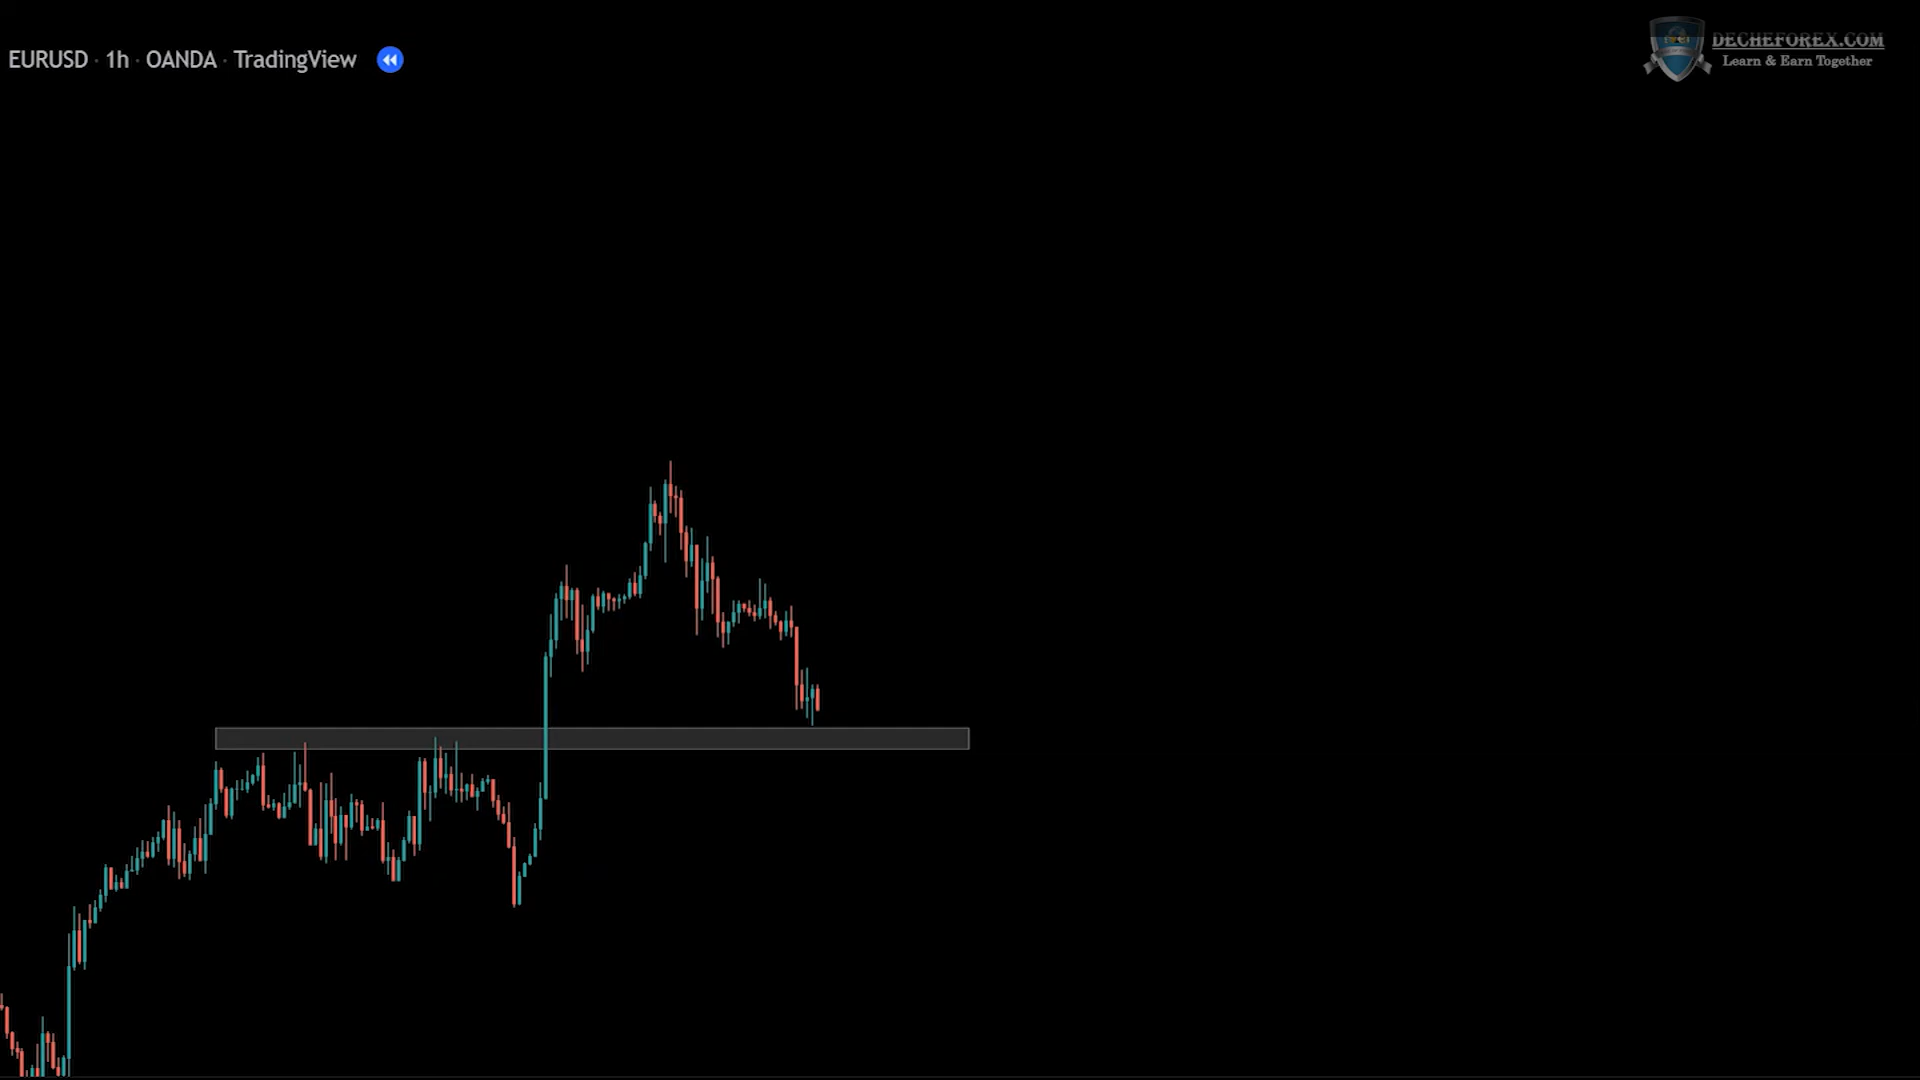 EURUSD · 1h · OANDA · TradingView
DECHEFOREX.COM
Learn & Earn Together